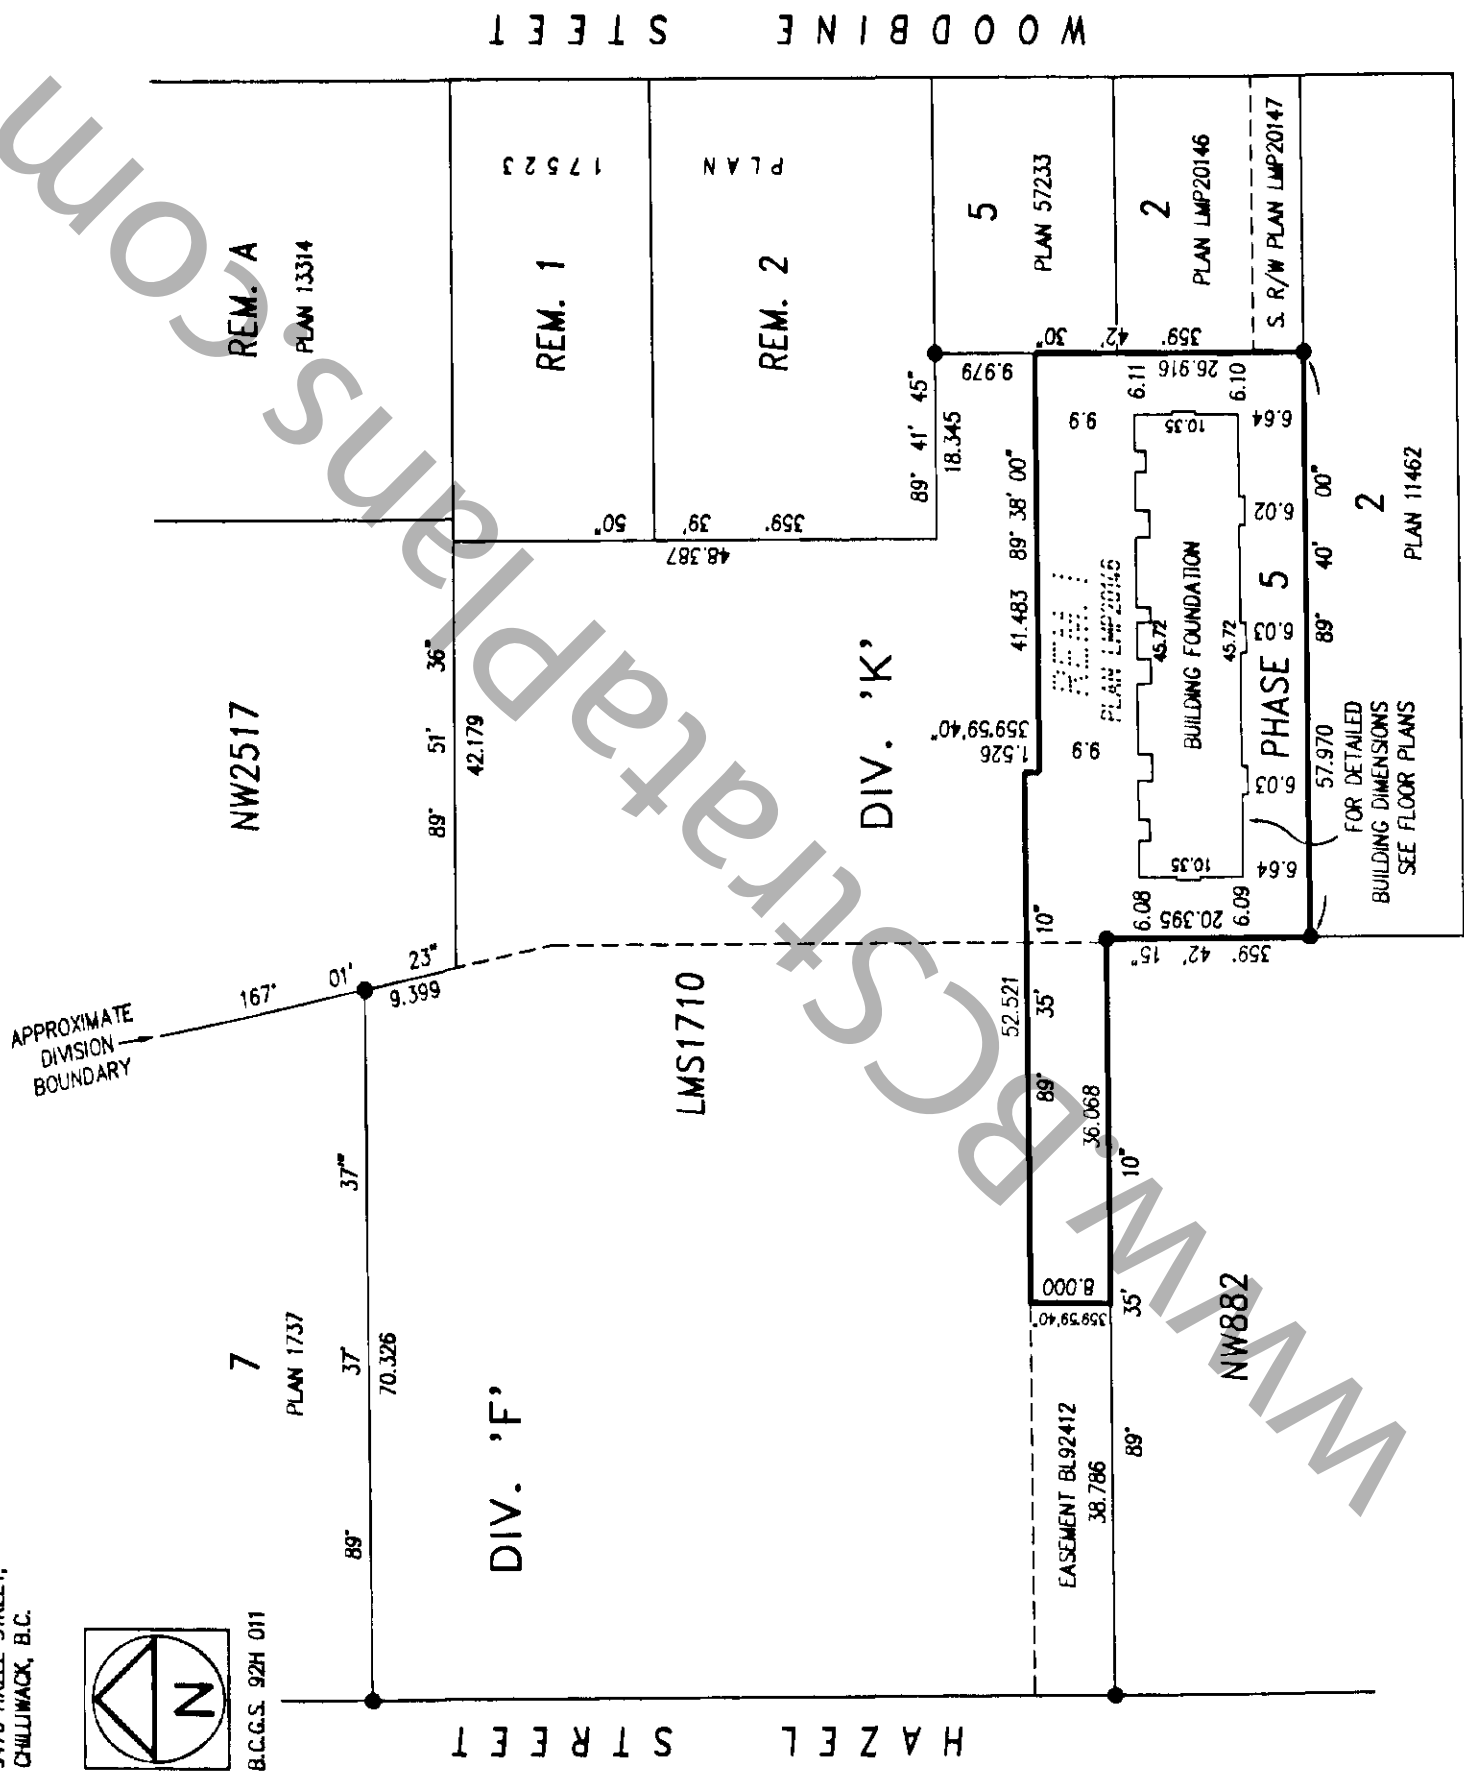 CHILLIWACK, B.C.
N
B.C.G.S. 92H 011
HAZEL STREET
WOODBINE STREET
APPROXIMATE
DIVISION
BOUNDARY
167° 01' 23"
9.399
7
PLAN 1737
89° 37' 37"
70.326
NW2517
89° 51' 36"
42.179
REM. A
PLAN 13314
REM. 1
17523
REM. 2
PLAN
359° 39' 50"
48.387
89° 41' 45"
18.345
5
PLAN 57233
9.979
2
PLAN LMP20146
S. R/W PLAN LMP20147
359° 42' 30"
26.916
DIV. 'F'
LMS1710
DIV. 'K'
52.521
89° 35' 10"
1.526
359°59'40"
41.483 89° 38' 00"
REM. 1
PLAN LMP20146
9.9
9.9
8.000
359°59'40"
36.068
EASEMENT BL92412
38.786
89° 35' 10"
NW882
6.08
20.395
6.09
359° 42' 15"
10.35
45.72
BUILDING FOUNDATION
45.72
10.35
6.11
6.10
6.64
6.03
6.03
6.02
6.64
PHASE 5
57.970
89° 40' 00"
FOR DETAILED
BUILDING DIMENSIONS
SEE FLOOR PLANS
2
PLAN 11462
www.BCStrataplans.com